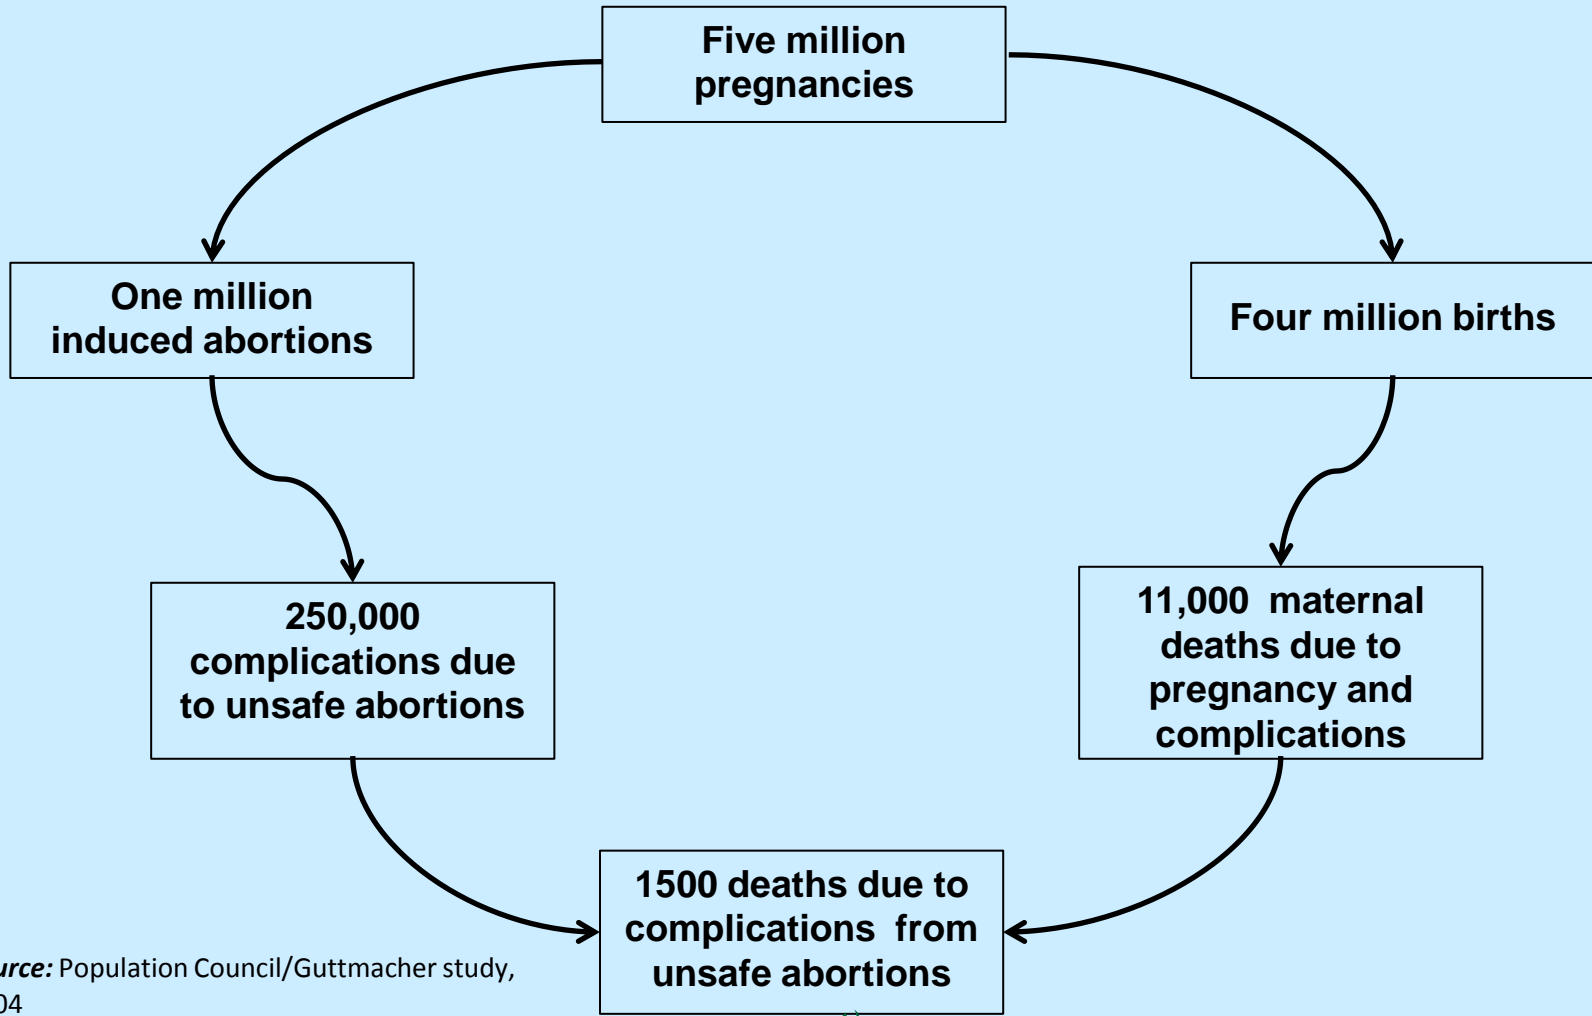 Five million
pregnancies
One million
induced abortions
Four million births
250,000
complications due
to unsafe abortions
11,000 maternal
deaths due to
pregnancy and
complications
1500 deaths due to
complications from
unsafe abortions
urce: Population Council/Guttmacher study,
04